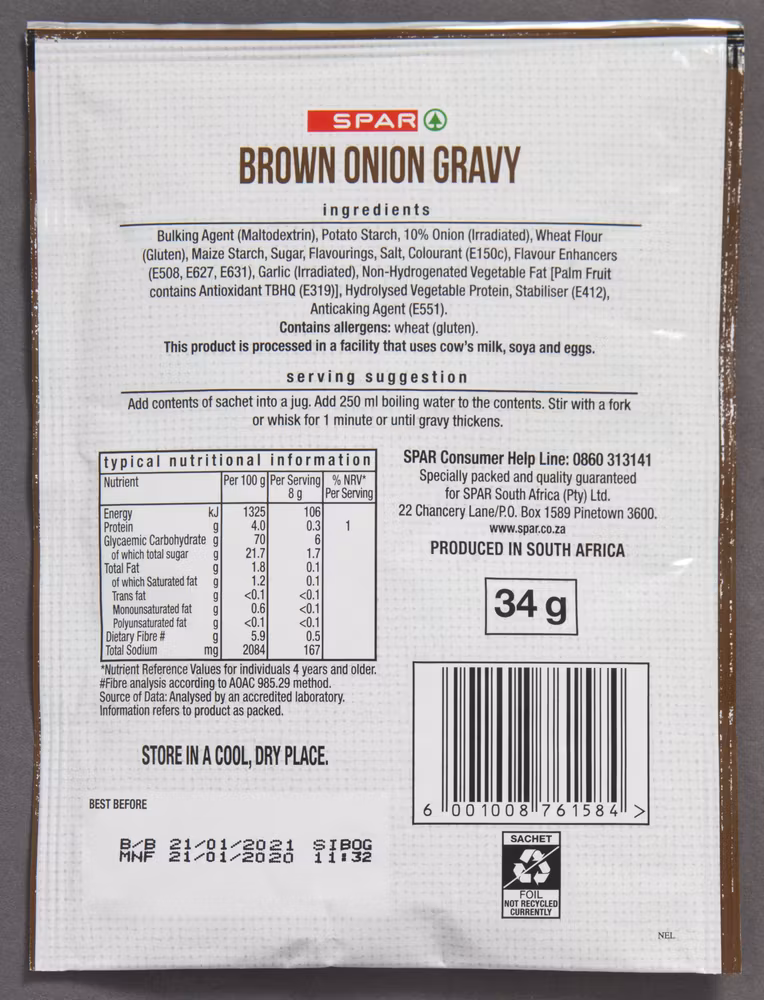 SPAR
BROWN ONION GRAVY
ingredients
Bulking Agent (Maltodextrin), Potato Starch, 10% Onion (Irradiated), Wheat Flour
(Gluten), Maize Starch, Sugar, Flavourings, Salt, Colourant (E150c), Flavour Enhancers
(E508, E627, E631), Garlic (Irradiated), Non-Hydrogenated Vegetable Fat [Palm Fruit
contains Antioxidant TBHQ (E319)], Hydrolysed Vegetable Protein, Stabiliser (E412),
Anticaking Agent (E551).
Contains allergens: wheat (gluten).
This product is processed in a facility that uses cow's milk, soya and eggs.
serving suggestion
Add contents of sachet into a jug. Add 250 ml boiling water to the contents. Stir with a fork
or whisk for 1 minute or until gravy thickens.
typical nutritional information
Nutrient Per 100 g Per Serving 8 g % NRV* Per Serving
Energy kJ 1325 106
Protein g 4.0 0.3 1
Glycaemic Carbohydrate g 70 6
of which total sugar g 21.7 1.7
Total Fat g 1.8 0.1
of which Saturated fat g 1.2 0.1
Trans fat g <0.1 <0.1
Monounsaturated fat g 0.6 <0.1
Polyunsaturated fat g <0.1 <0.1
Dietary Fibre # g 5.9 0.5
Total Sodium mg 2084 167
*Nutrient Reference Values for individuals 4 years and older.
#Fibre analysis according to AOAC 985.29 method.
Source of Data: Analysed by an accredited laboratory.
Information refers to product as packed.
STORE IN A COOL, DRY PLACE.
BEST BEFORE
B/B 21/01/2021 SIBOG
MNF 21/01/2020 11:32
SPAR Consumer Help Line: 0860 313141
Specially packed and quality guaranteed
for SPAR South Africa (Pty) Ltd.
22 Chancery Lane/P.O. Box 1589 Pinetown 3600.
www.spar.co.za
PRODUCED IN SOUTH AFRICA
34 g
6 001008 761584 >
SACHET
FOIL
NOT RECYCLED
CURRENTLY
NEL